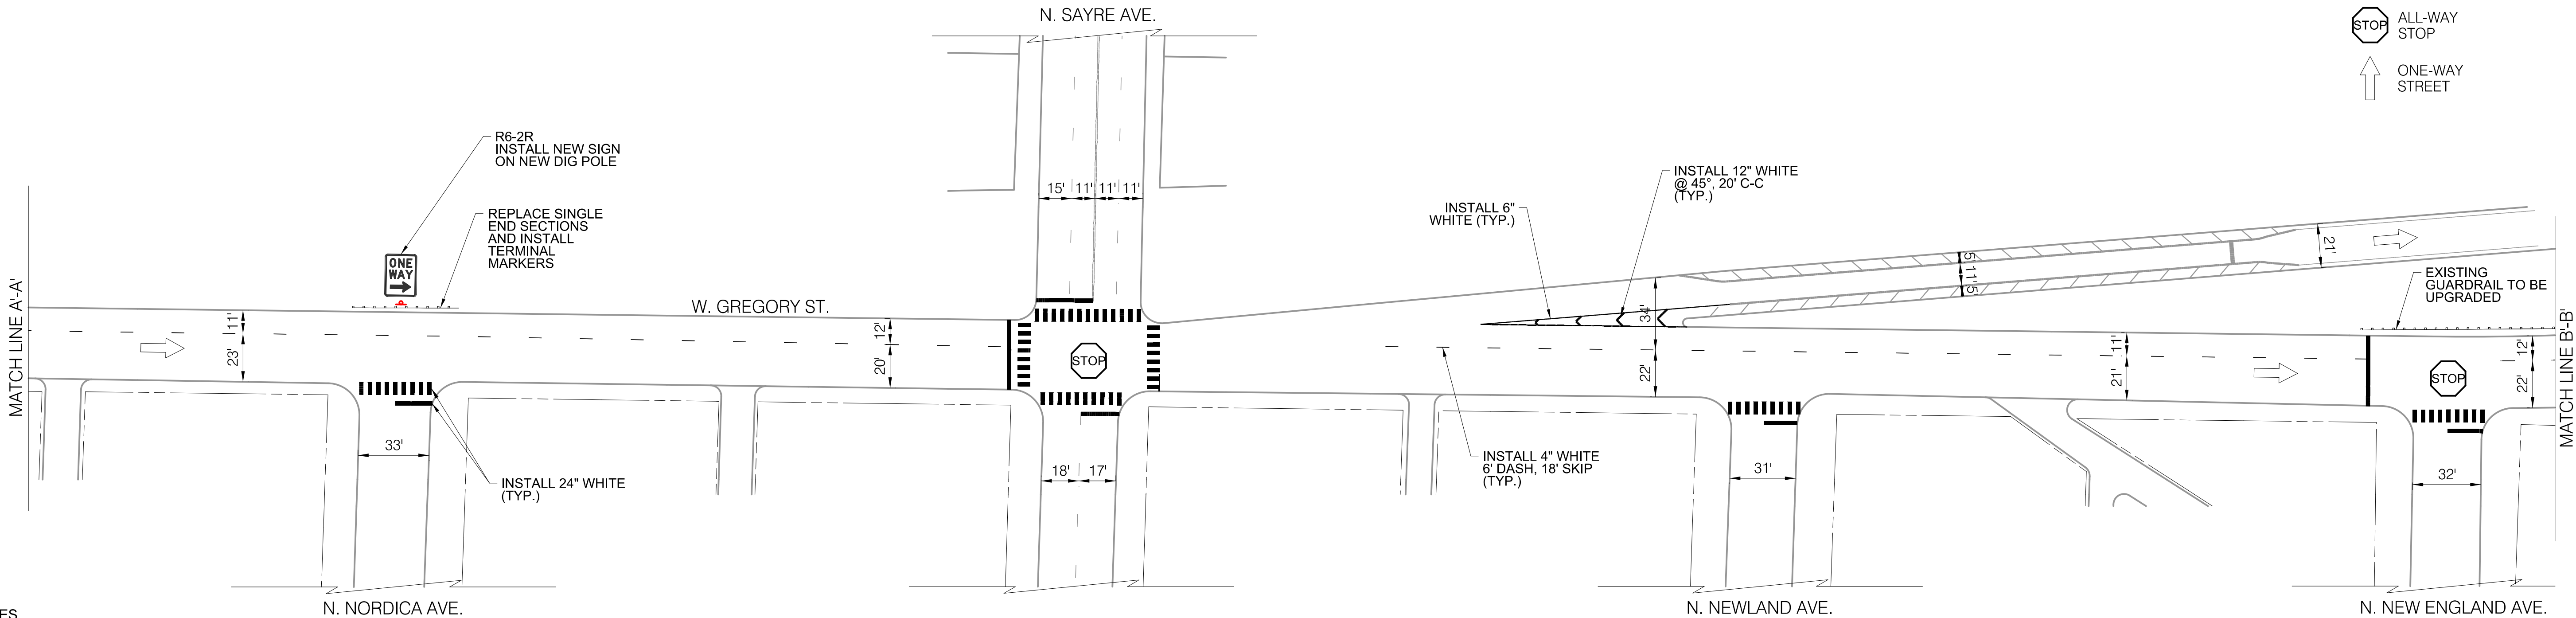 N. SAYRE AVE.
STOP
ALL-WAY
STOP
ONE-WAY
STREET
R6-2R
INSTALL NEW SIGN
ON NEW DIG POLE
REPLACE SINGLE
END SECTIONS
AND INSTALL
TERMINAL
MARKERS
ONE
WAY
W. GREGORY ST.
15' 11' 11' 11'
INSTALL 12" WHITE
@ 45°, 20' C-C
(TYP.)
INSTALL 6"
WHITE (TYP.)
EXISTING
GUARDRAIL TO BE
UPGRADED
MATCH LINE A'-A'
11'
23'
12'
20'
STOP
34'
22'
5'
11'
5'
21'
11'
21'
STOP
12'
22'
MATCH LINE B'-B'
33'
INSTALL 24" WHITE
(TYP.)
18' 17'
INSTALL 4" WHITE
6' DASH, 18' SKIP
(TYP.)
31'
32'
N. NORDICA AVE.
N. NEWLAND AVE.
N. NEW ENGLAND AVE.